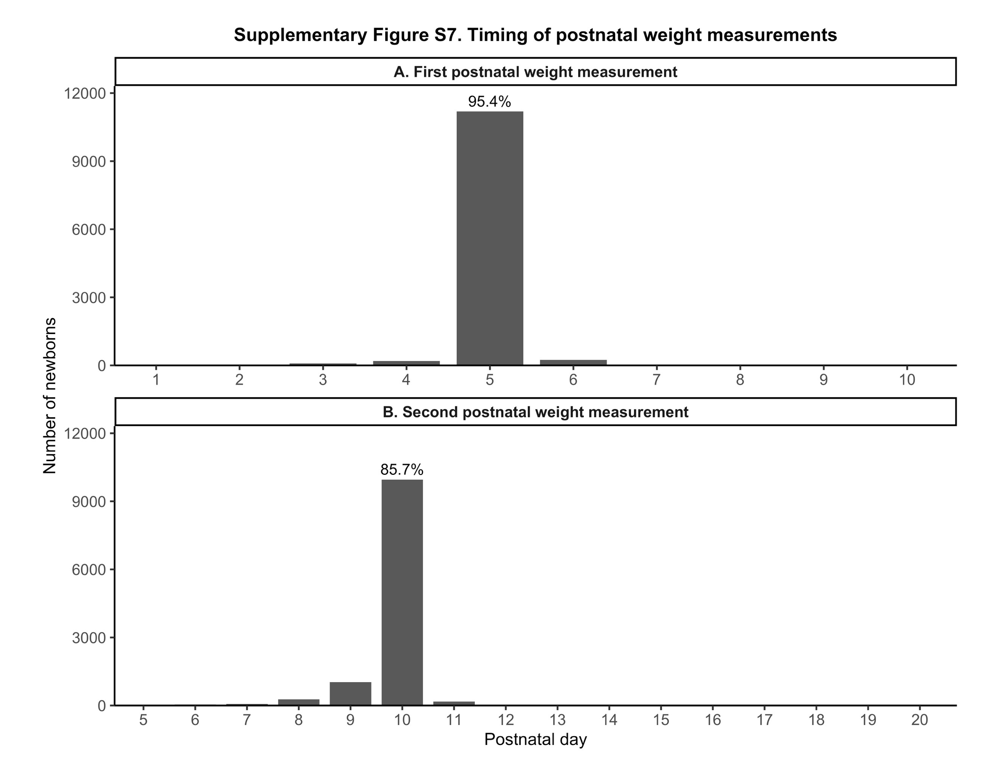 Supplementary Figure S7. Timing of postnatal weight measurements
A. First postnatal weight measurement
12000
9000
6000
3000
0
95.4%
1 2 3 4 5 6 7 8 9 10
Number of newborns
B. Second postnatal weight measurement
12000
9000
6000
3000
0
85.7%
5 6 7 8 9 10 11 12 13 14 15 16 17 18 19 20
Postnatal day